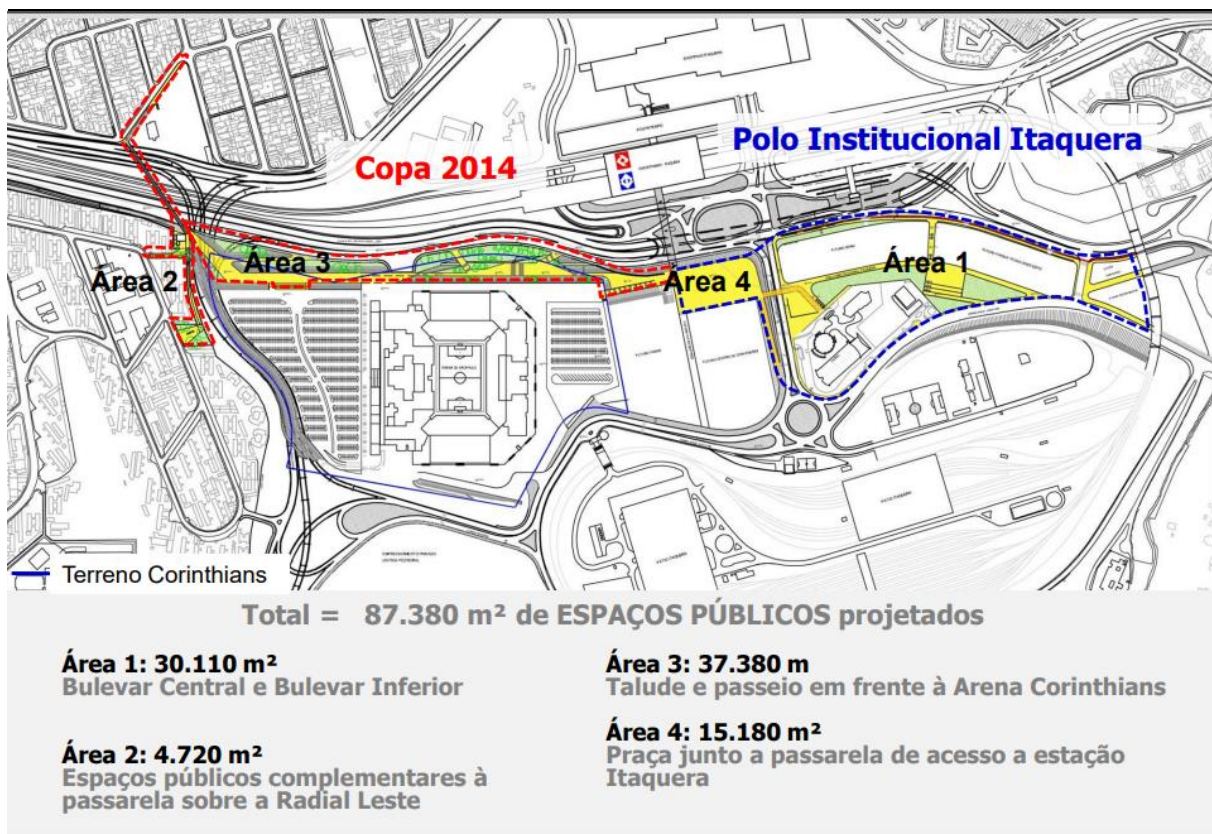 Copa 2014
Polo Institucional Itaquera
Área 3
Área 2
Área 4
Área 1
Terreno Corinthians
Total = 87.380 m² de ESPAÇOS PÚBLICOS projetados
Área 1: 30.110 m²
Bulevar Central e Bulevar Inferior
Área 2: 4.720 m²
Espaços públicos complementares à
passarela sobre a Radial Leste
Área 3: 37.380 m
Talude e passeio em frente à Arena Corinthians
Área 4: 15.180 m²
Praça junto a passarela de acesso a estação
Itaquera